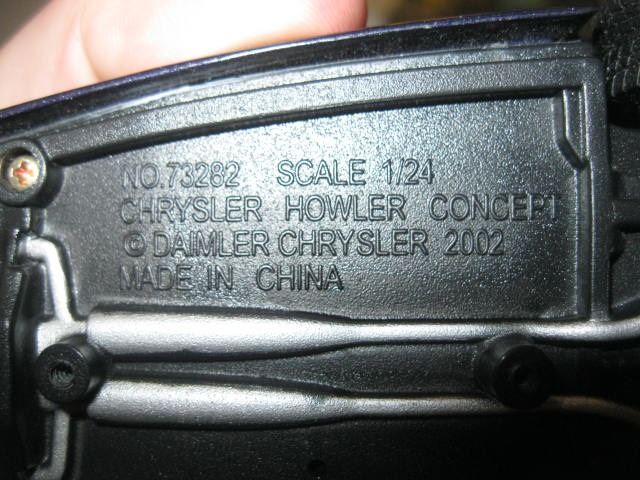 NO.73282 SCALE 1/24
CHRYSLER HOWLER CONCEPT
© DAIMLER CHRYSLER 2002
MADE IN CHINA